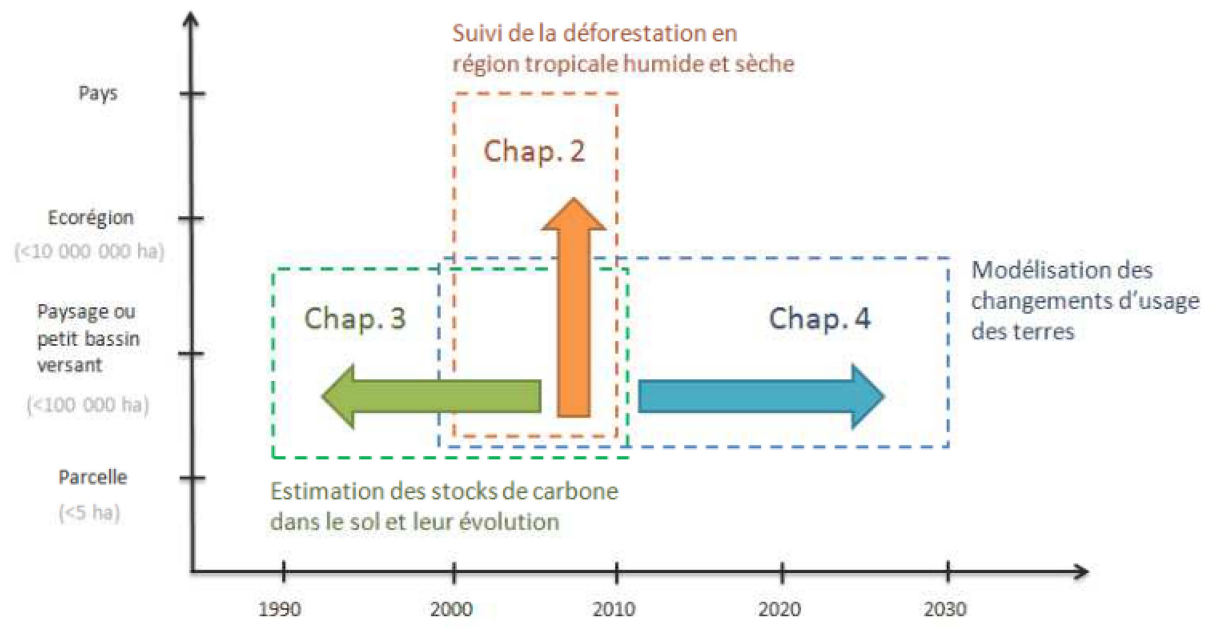 Suivi de la déforestation en
région tropicale humide et sèche
Pays
Chap. 2
Ecorégion
(<10 000 000 ha)
Modélisation des
changements d’usage
des terres
Paysage ou
petit bassin
versant
(<100 000 ha)
Chap. 3
Chap. 4
Parcelle
(<5 ha)
Estimation des stocks de carbone
dans le sol et leur évolution
1990
2000
2010
2020
2030